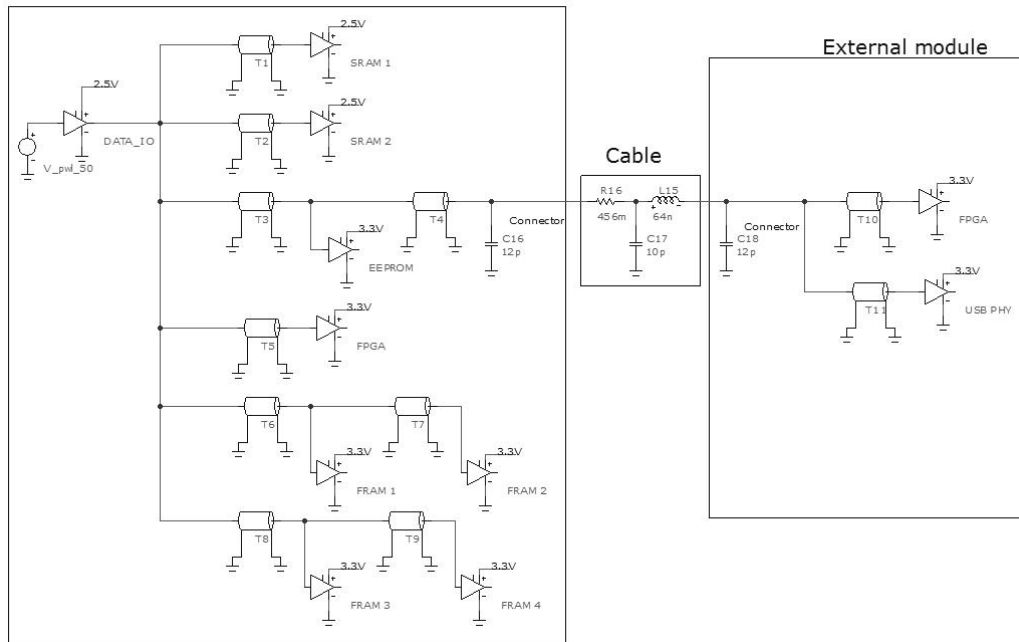 2.5V
T1
SRAM 1
2.5V
DATA_IO
V_pwl_50
2.5V
T2
SRAM 2
T3
T4
3.3V
EEPROM
C16
12p
Connector
3.3V
T5
FPGA
T6
T7
3.3V
FRAM 1
3.3V
FRAM 2
T8
T9
3.3V
FRAM 3
3.3V
FRAM 4
Cable
R16
456m
L15
64n
C17
10p
External module
C18
12p
Connector
T10
3.3V
FPGA
T11
3.3V
USB PHY